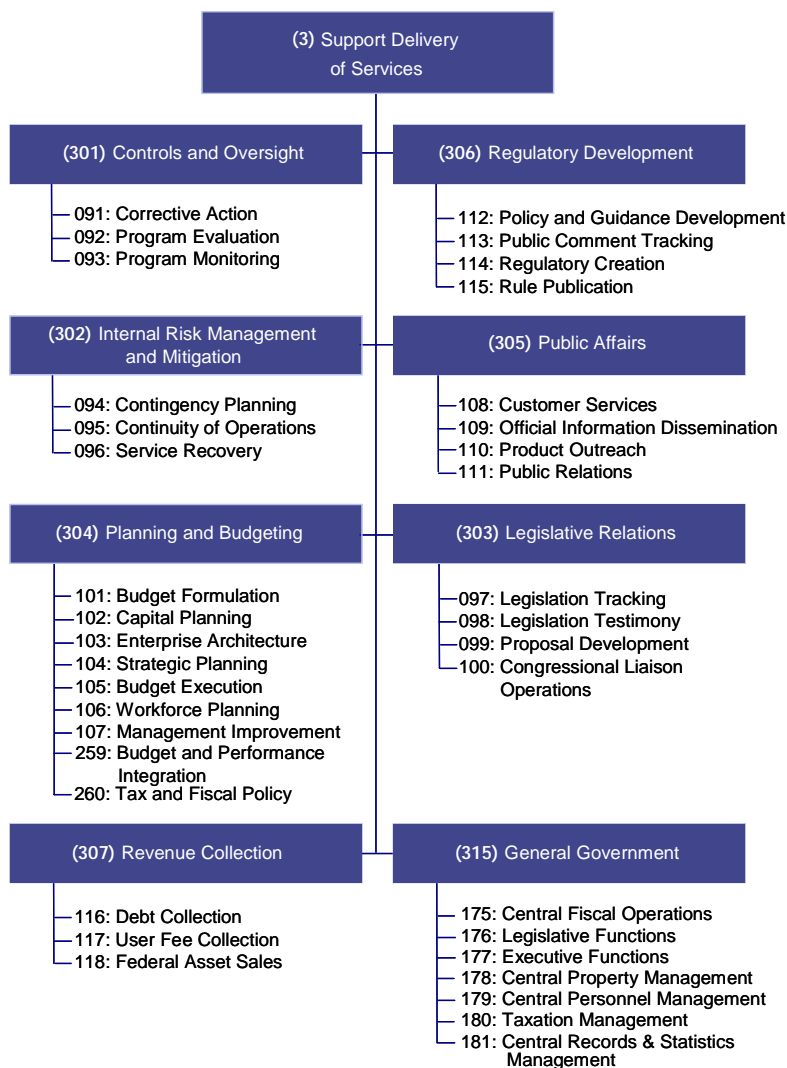 (3) Support Delivery
of Services
(301) Controls and Oversight
091: Corrective Action
092: Program Evaluation
093: Program Monitoring
(306) Regulatory Development
112: Policy and Guidance Development
113: Public Comment Tracking
114: Regulatory Creation
115: Rule Publication
(302) Internal Risk Management
and Mitigation
094: Contingency Planning
095: Continuity of Operations
096: Service Recovery
(305) Public Affairs
108: Customer Services
109: Official Information Dissemination
110: Product Outreach
111: Public Relations
(304) Planning and Budgeting
101: Budget Formulation
102: Capital Planning
103: Enterprise Architecture
104: Strategic Planning
105: Budget Execution
106: Workforce Planning
107: Management Improvement
259: Budget and Performance
Integration
260: Tax and Fiscal Policy
(303) Legislative Relations
097: Legislation Tracking
098: Legislation Testimony
099: Proposal Development
100: Congressional Liaison
Operations
(307) Revenue Collection
116: Debt Collection
117: User Fee Collection
118: Federal Asset Sales
(315) General Government
175: Central Fiscal Operations
176: Legislative Functions
177: Executive Functions
178: Central Property Management
179: Central Personnel Management
180: Taxation Management
181: Central Records & Statistics
Management